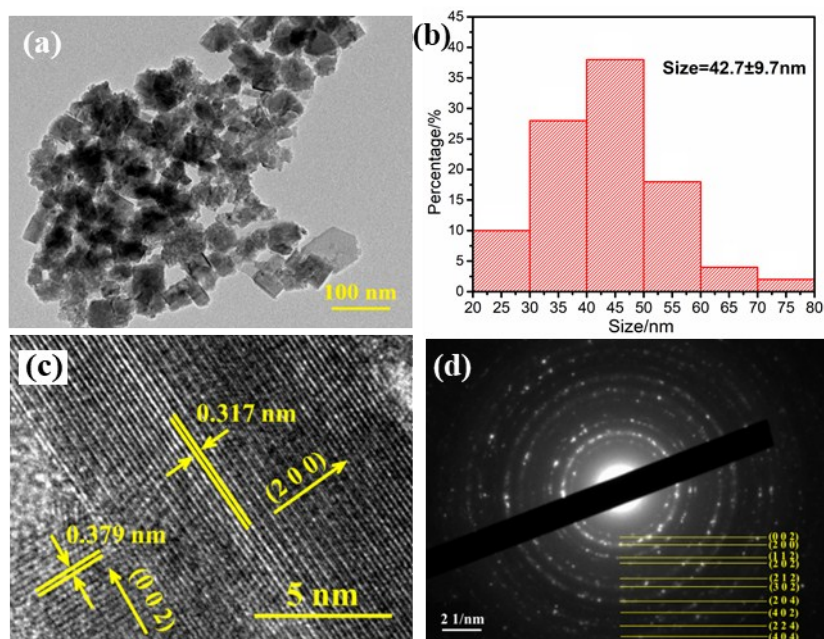 (a)
100 nm
(b)
Size=42.7±9.7nm
Percentage/%
45
40
35
30
25
20
15
10
5
0
20 25 30 35 40 45 50 55 60 65 70 75 80
Size/nm
(c)
0.317 nm
(2 0 0)
0.379 nm
(0 0 2)
5 nm
(d)
(0 0 2)
(2 0 0)
(1 1 2)
(2 0 2)
(2 1 2)
(3 0 2)
(2 0 4)
(4 0 2)
(2 2 4)
(4 0 4)
2 1/nm